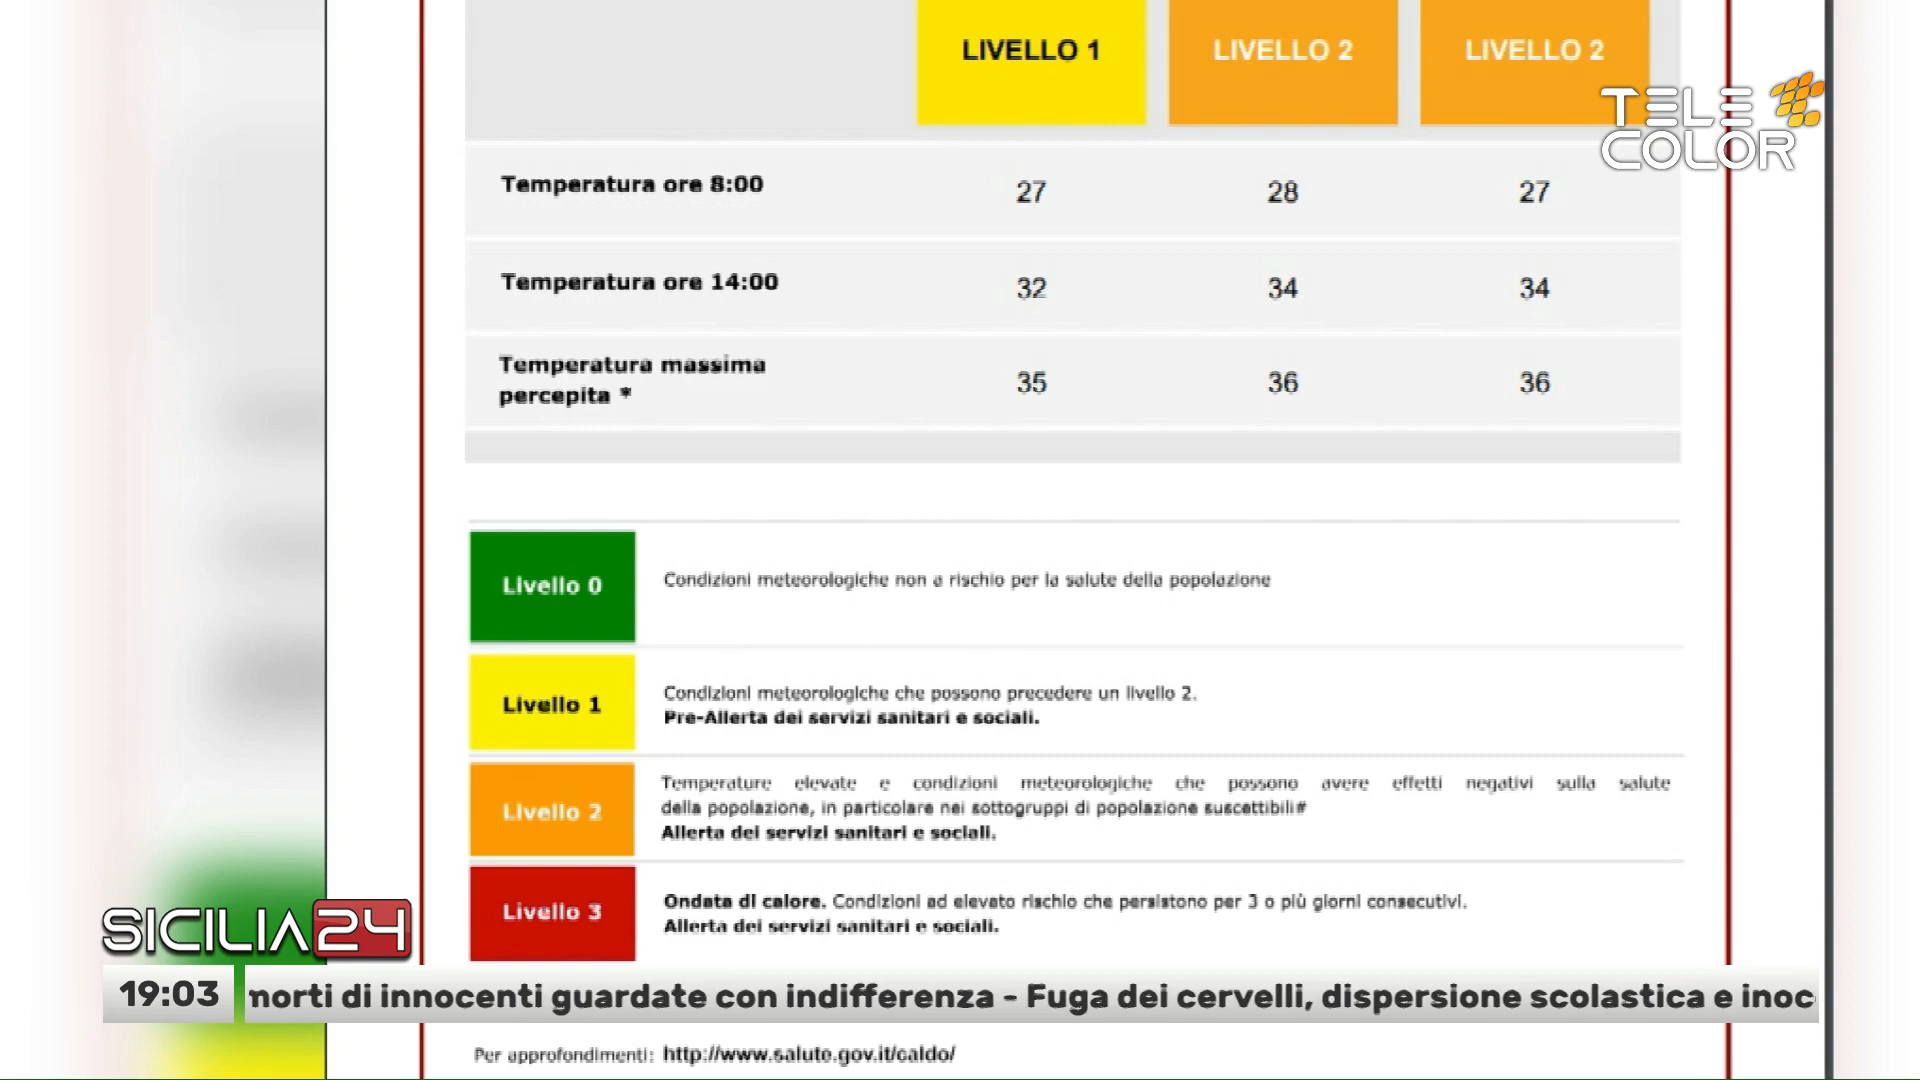 LIVELLO 1 LIVELLO 2 LIVELLO 2
TELE
COLOR
Temperatura ore 8:00 27 28 27
Temperatura ore 14:00 32 34 34
Temperatura massima
percepita * 35 36 36
Livello 0 Condizioni meteorologiche non a rischio per la salute della popolazione
Livello 1 Condizioni meteorologiche che possono precedere un livello 2.
Pre-Allerta dei servizi sanitari e sociali.
Livello 2 Temperature elevate e condizioni meteorologiche che possono avere effetti negativi sulla salute
della popolazione, in particolare nei sottogruppi di popolazione suscettibili#
Allerta dei servizi sanitari e sociali.
Livello 3 Ondata di calore. Condizioni ad elevato rischio che persistono per 3 o più giorni consecutivi.
Allerta dei servizi sanitari e sociali.
SICILIA24
19:03 morti di innocenti guardate con indifferenza - Fuga dei cervelli, dispersione scolastica e inoc
Per approfondimenti: http://www.salute.gov.it/caldo/